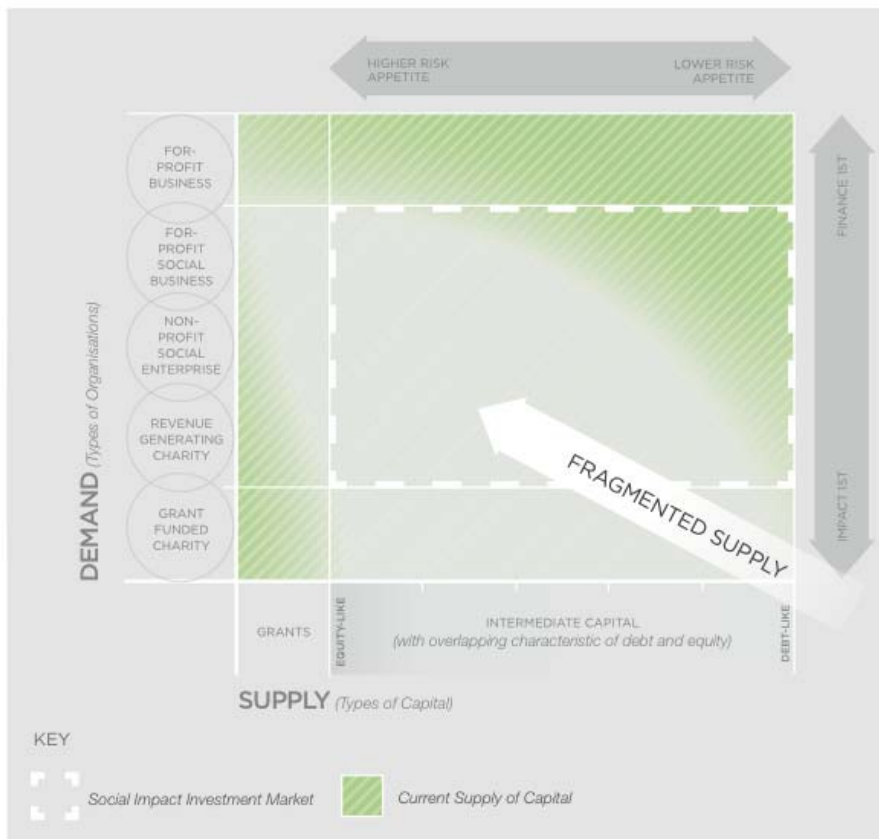 HIGHER RISK
APPETITE
LOWER RISK
APPETITE
FOR-
PROFIT
BUSINESS
FOR-
PROFIT
SOCIAL
BUSINESS
NON-
PROFIT
SOCIAL
ENTERPRISE
REVENUE
GENERATING
CHARITY
GRANT
FUNDED
CHARITY
DEMAND (Types of Organisations)
FINANCE 1ST
IMPACT 1ST
FRAGMENTED SUPPLY
GRANTS
EQUITY-LIKE
INTERMEDIATE CAPITAL
(with overlapping characteristic of debt and equity)
DEBT-LIKE
SUPPLY (Types of Capital)
KEY
Social Impact Investment Market
Current Supply of Capital